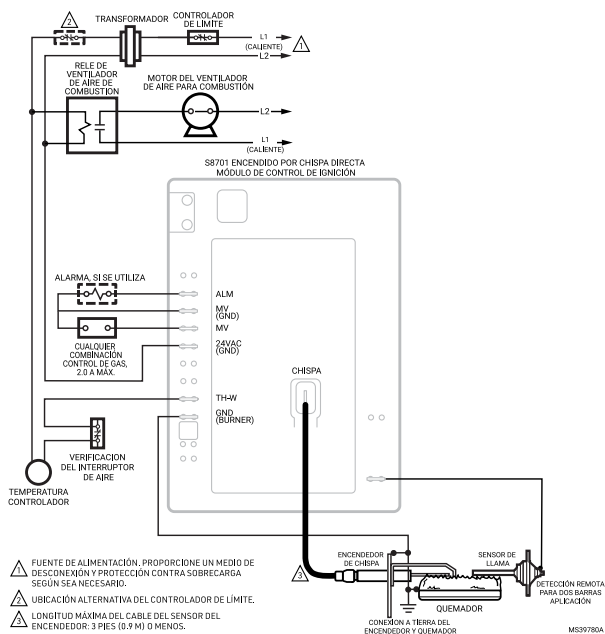 2
TRANSFORMADOR
CONTROLADOR
DE LÍMITE
L1
(CALIENTE)
1
L2
RELE DE
VENTILADOR
DE AIRE DE
COMBUSTION
MOTOR DEL VENTILADOR
DE AIRE PARA COMBUSTIÓN
L2
L1
(CALIENTE)
S8701 ENCENDIDO POR CHISPA DIRECTA
MÓDULO DE CONTROL DE IGNICIÓN
ALARMA, SI SE UTILIZA
ALM
MV
(GND)
MV
CUALQUIER
COMBINACIÓN
CONTROL DE GAS,
2.0 A MÁX.
24VAC
(GND)
CHISPA
TH-W
GND
(BURNER)
VERIFICACION
DEL INTERRUPTOR
DE AIRE
TEMPERATURA
CONTROLADOR
ENCENDEDOR
DE CHISPA
SENSOR DE
LLAMA
3
DETECCIÓN REMOTA
PARA DOS BARRAS
APLICACIÓN
QUEMADOR
CONEXION A TIERRA DEL
ENCENDEDOR Y QUEMADOR
1 FUENTE DE ALIMENTACIÓN. PROPORCIONE UN MEDIO DE
DESCONEXIÓN Y PROTECCIÓN CONTRA SOBRECARGA
SEGÚN SEA NECESARIO.
2 UBICACIÓN ALTERNATIVA DEL CONTROLADOR DE LÍMITE.
3 LONGITUD MÁXIMA DEL CABLE DEL SENSOR DEL
ENCENDEDOR: 3 PIES (0.9 M) O MENOS.
MS39780A